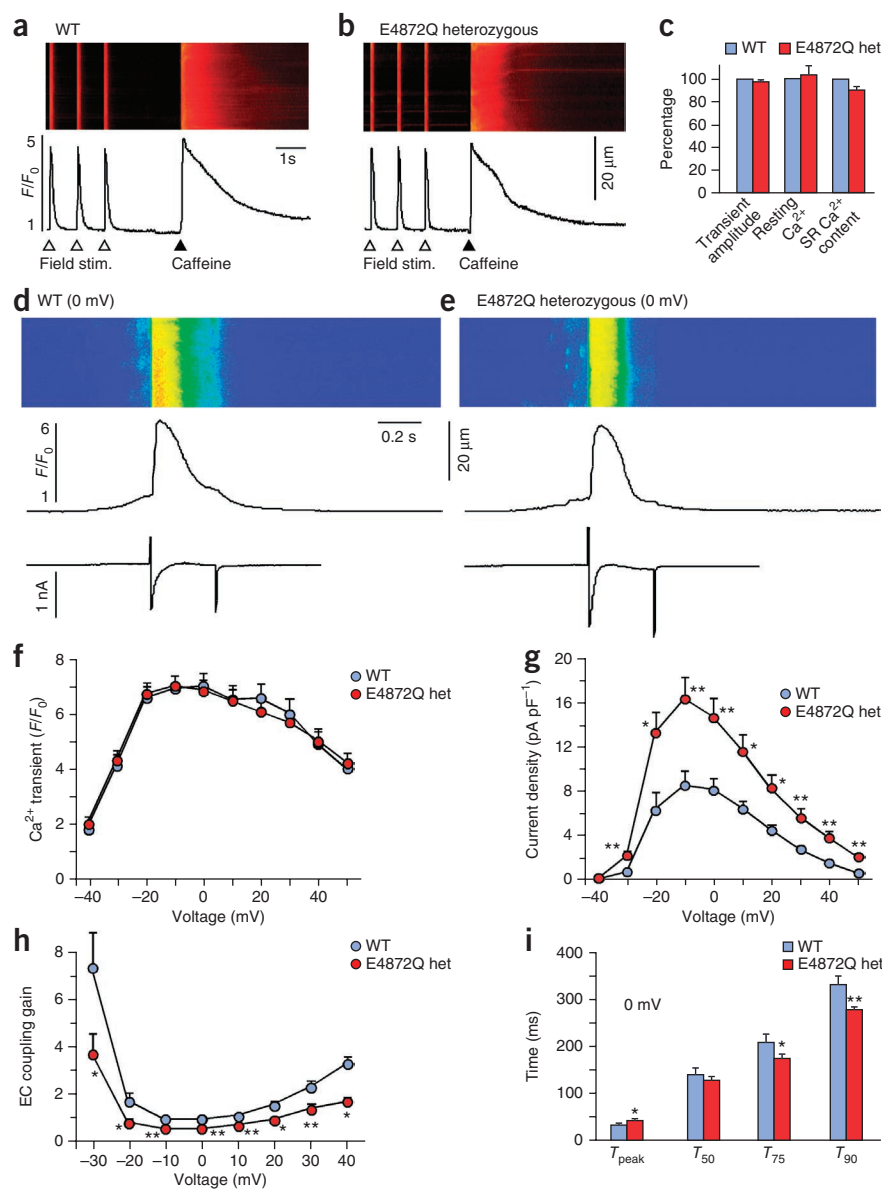 a WT
b E4872Q heterozygous
c
WT E4872Q het
Percentage
100
80
60
40
20
0
Transient amplitude
Resting Ca2+
SR Ca2+ content
5
F/F0
1
1s
20 µm
Field stim. Caffeine
Field stim. Caffeine
d WT (0 mV)
e E4872Q heterozygous (0 mV)
6
F/F0
1
0.2 s
20 µm
1 nA
f
WT
E4872Q het
Ca2+ transient (F/F0)
8
6
4
2
0
–40 –20 0 20 40
Voltage (mV)
g
WT
E4872Q het
Current density (pA pF−1)
20
16
12
8
4
0
** * ** ** * * ** ** **
–40 –20 0 20 40
Voltage (mV)
h
WT
E4872Q het
EC coupling gain
8
6
4
2
0
* * ** ** ** * ** *
–30 –20 –10 0 10 20 30 40
Voltage (mV)
i
WT
E4872Q het
0 mV
Time (ms)
400
300
200
100
0
* * **
Tpeak T50 T75 T90